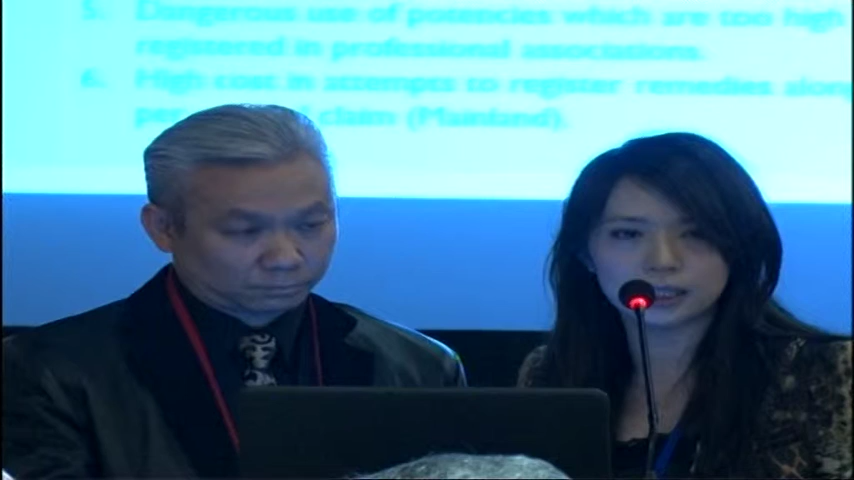 5. Dangerous use of potencies which are too high
registered in professional associations.
6. High cost in attempts to register remedies along
claim (Mainland).